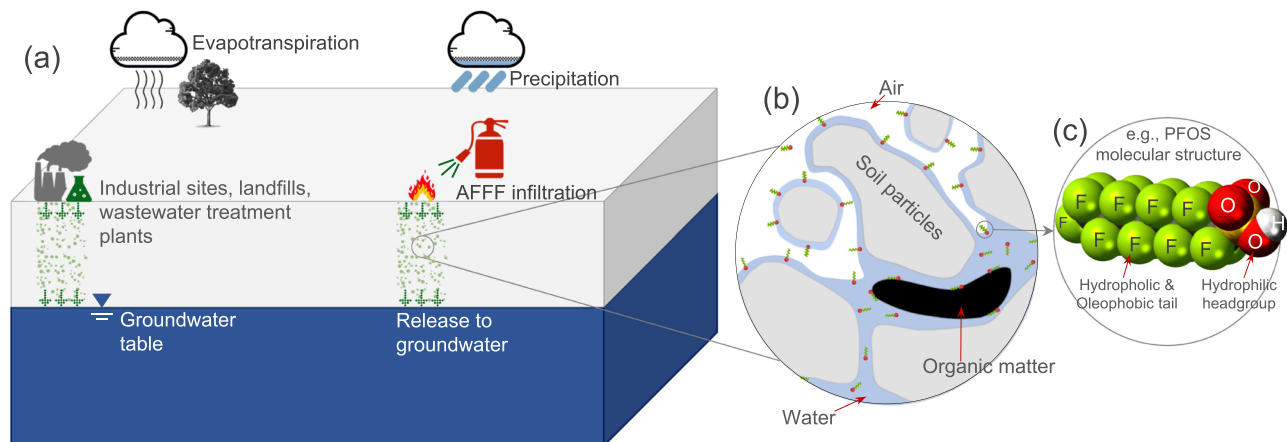 (a)
Evapotranspiration
Precipitation
Industrial sites, landfills,
wastewater treatment
plants
AFFF infiltration
Groundwater
table
Release to
groundwater
(b)
Air
Soil particles
Organic matter
Water
(c)
e.g., PFOS
molecular structure
F F F F O O
F F F F F O H
Hydropholic &
Oleophobic tail
Hydrophilic
headgroup